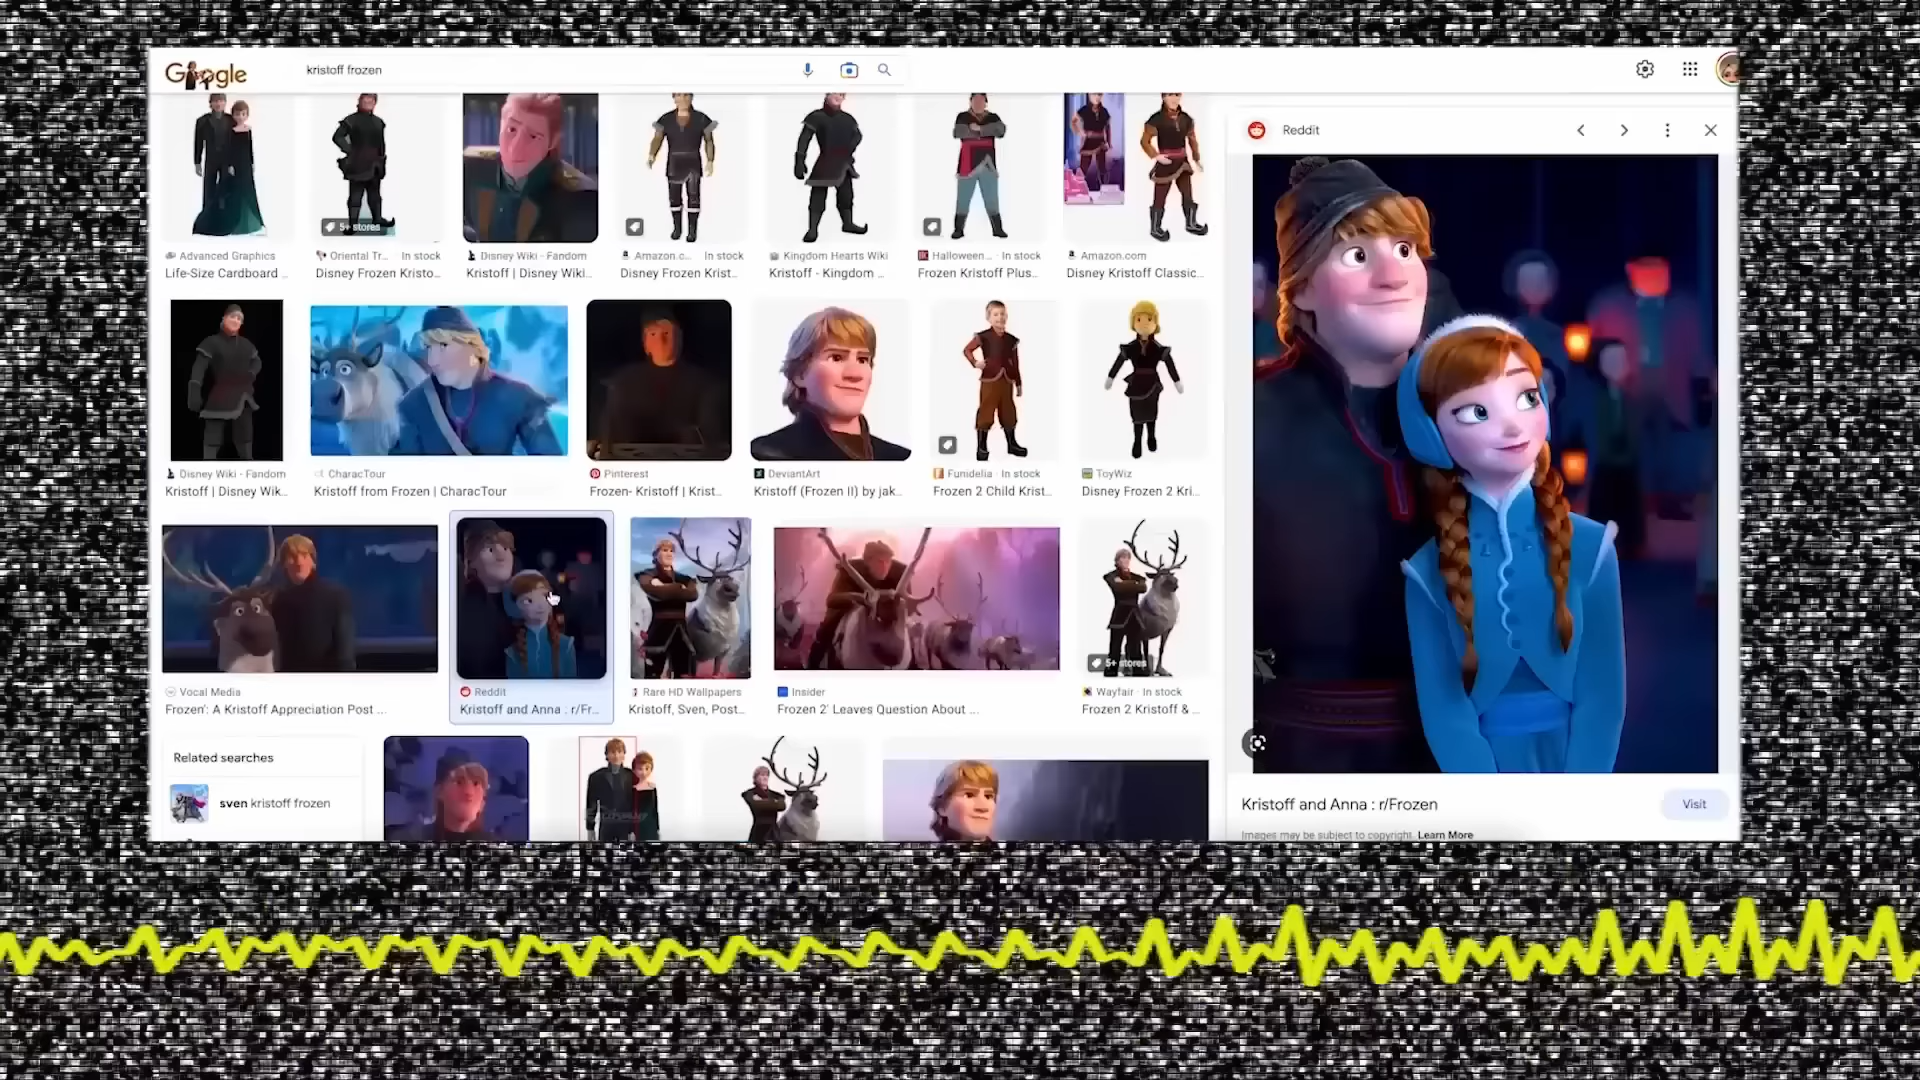 Google
kristoff frozen
Reddit
5+ stores
Advanced Graphics
Life-Size Cardboard ...
Oriental Tr... In stock
Disney Frozen Kristo...
Disney Wiki - Fandom
Kristoff | Disney Wiki...
Amazon.c... In stock
Disney Frozen Krist...
Kingdom Hearts Wiki
Kristoff - Kingdom ...
Halloween... · In stock
Frozen Kristoff Plus...
Amazon.com
Disney Kristoff Classic...
Disney Wiki - Fandom
Kristoff | Disney Wik...
CharacTour
Kristoff from Frozen | CharacTour
Pinterest
Frozen- Kristoff | Krist...
DeviantArt
Kristoff (Frozen II) by jak...
Funidelia · In stock
Frozen 2 Child Krist...
ToyWiz
Disney Frozen 2 Kri...
5+ stores
Vocal Media
Frozen': A Kristoff Appreciation Post ...
Reddit
Kristoff and Anna : r/Fr...
Rare HD Wallpapers
Kristoff, Sven, Post...
Insider
Frozen 2' Leaves Question About ...
Wayfair · In stock
Frozen 2 Kristoff & ...
Related searches
sven kristoff frozen
Kristoff and Anna : r/Frozen
Visit
Images may be subject to copyright. Learn More